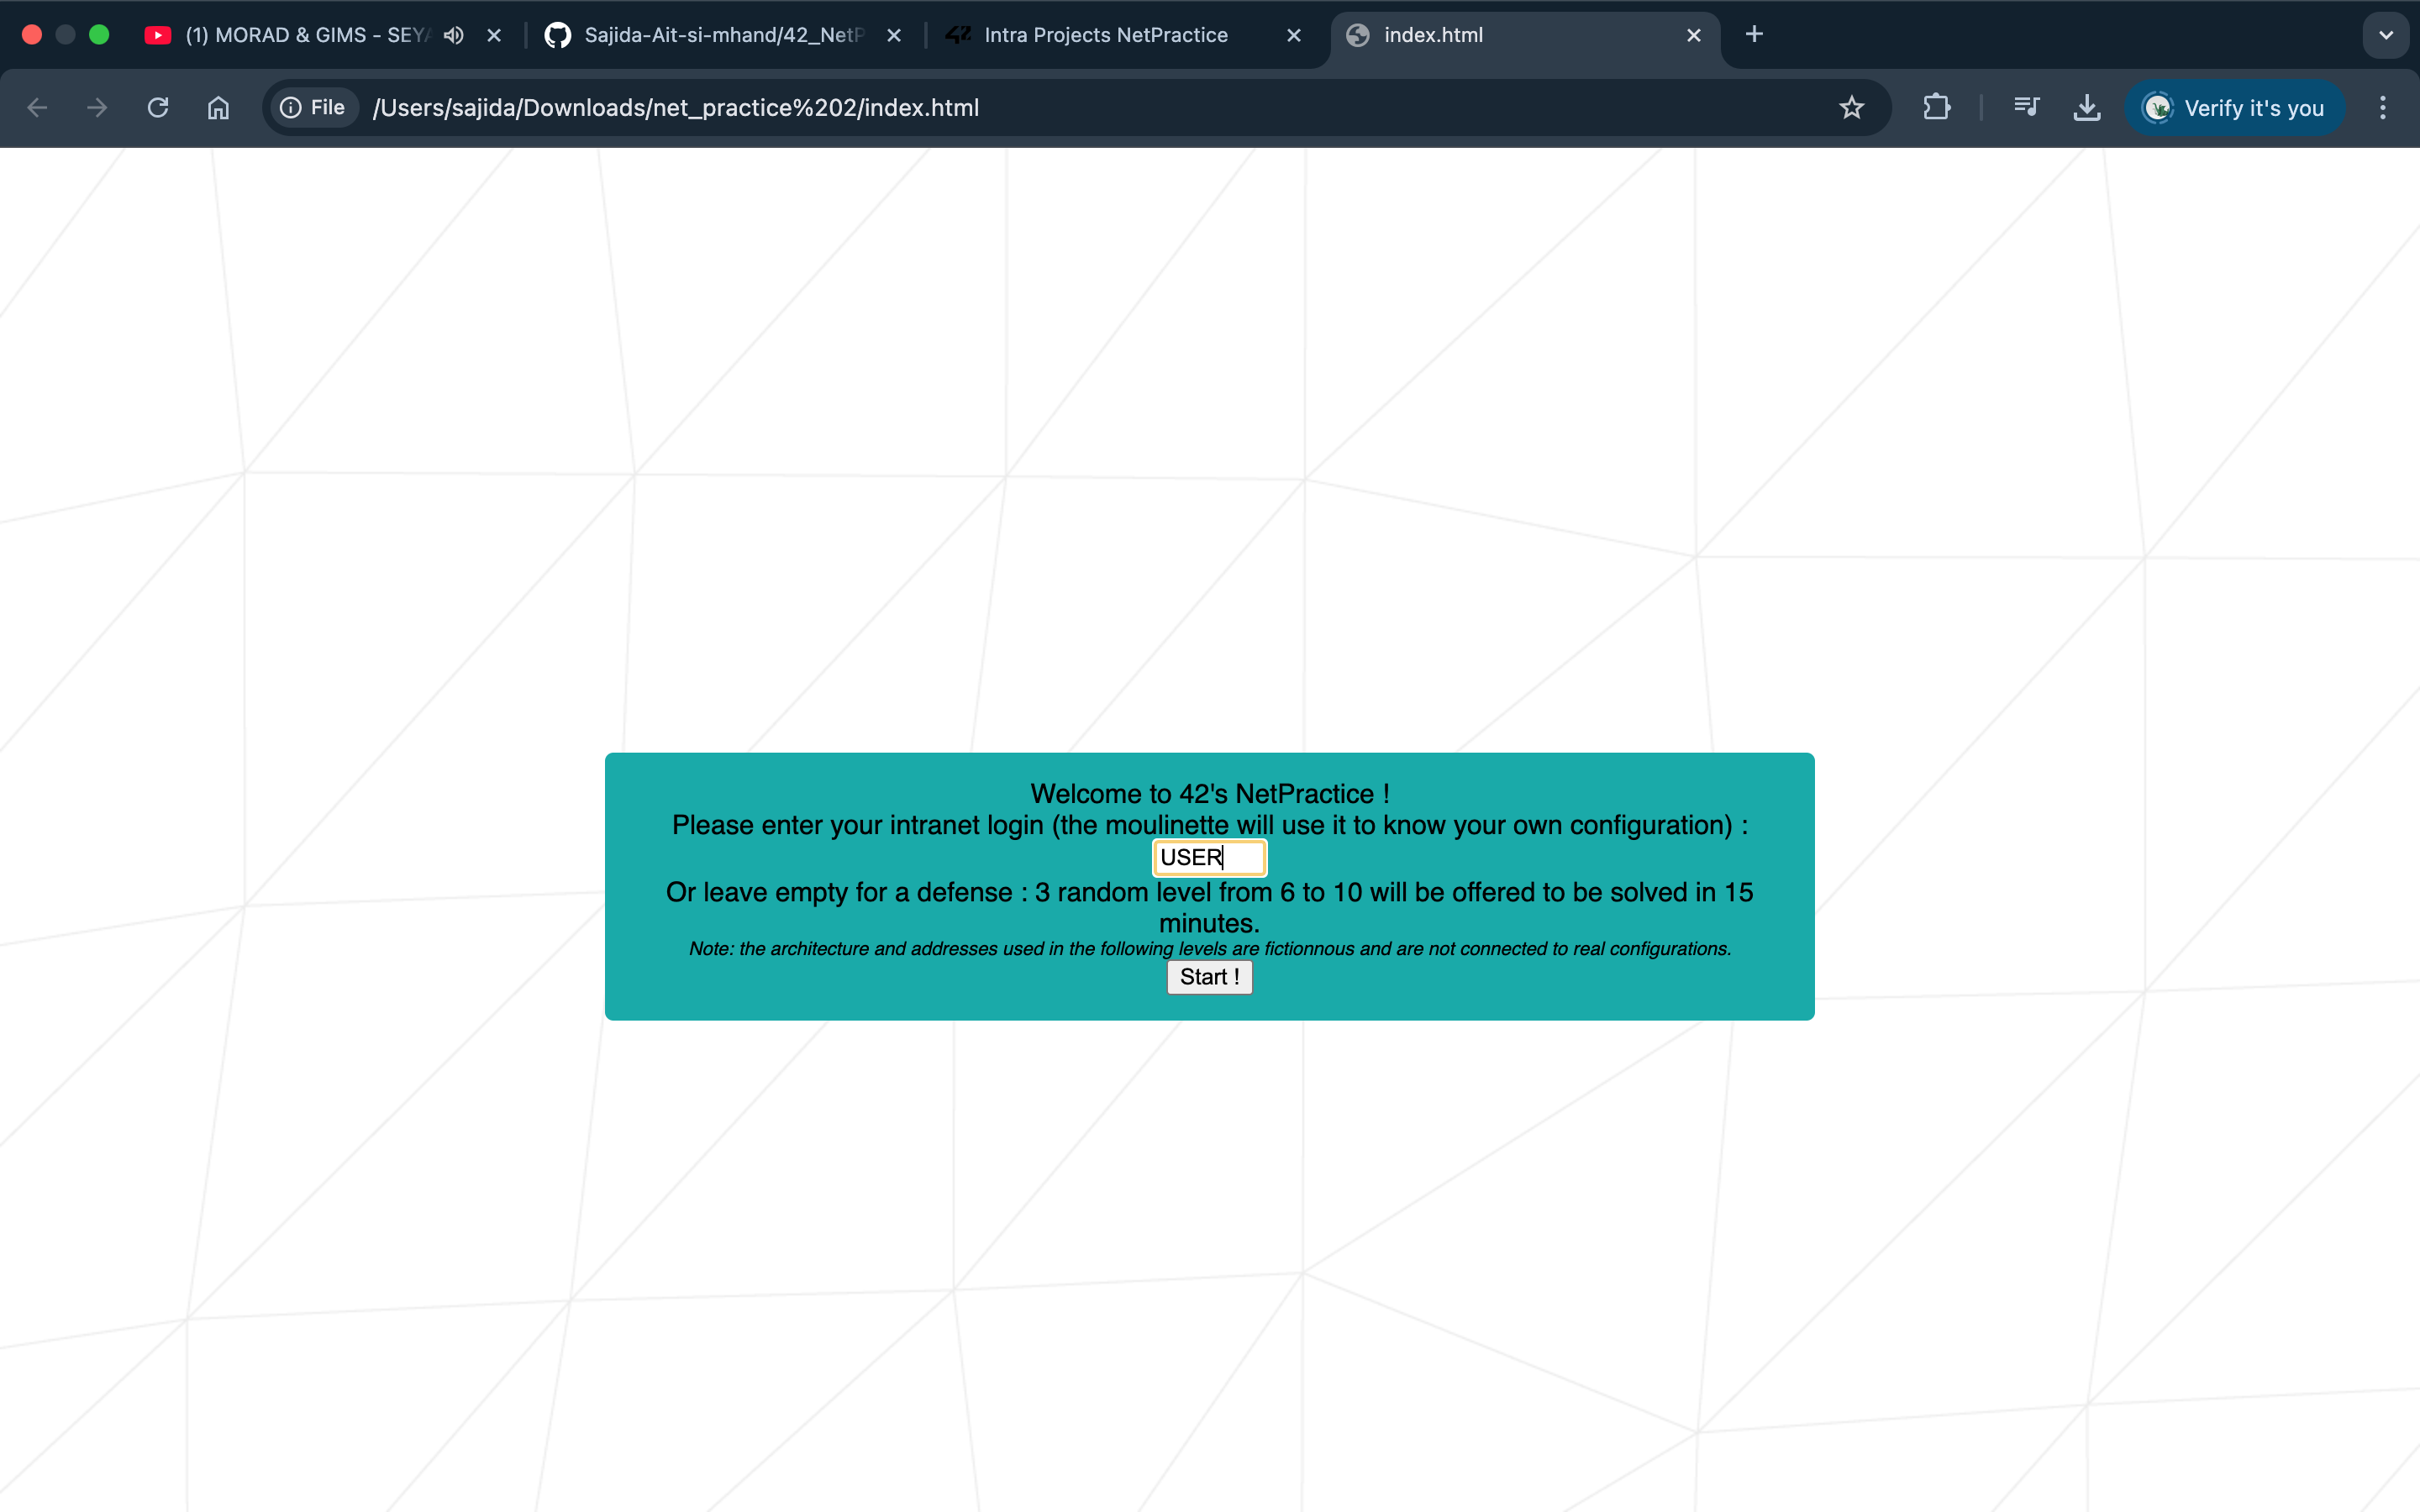 (1) MORAD & GIMS - SEYA
Sajida-Ait-si-mhand/42_NetP
42 Intra Projects NetPractice
index.html
File /Users/sajida/Downloads/net_practice%202/index.html
Verify it's you
Welcome to 42's NetPractice !
Please enter your intranet login (the moulinette will use it to know your own configuration) :
USER
Or leave empty for a defense : 3 random level from 6 to 10 will be offered to be solved in 15
minutes.
Note: the architecture and addresses used in the following levels are fictionnous and are not connected to real configurations.
Start !